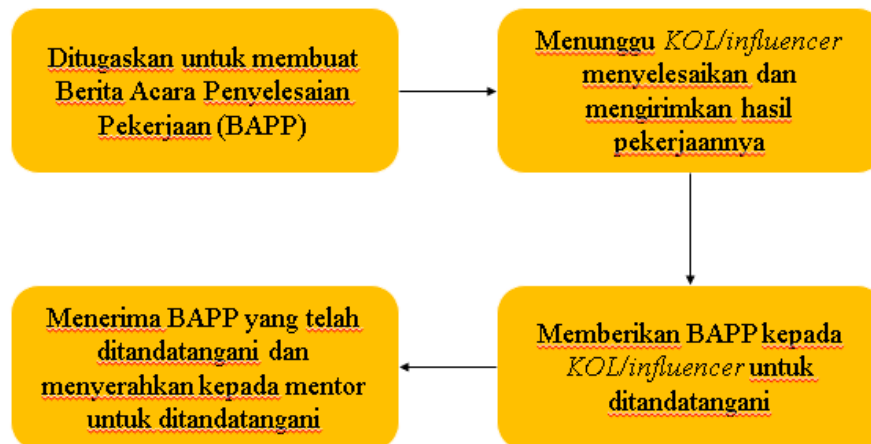 Ditugaskan untuk membuat
Berita Acara Penyelesaian
Pekerjaan (BAPP)
Menunggu KOL/influencer
menyelesaikan dan
mengirimkan hasil
pekerjaannya
Memberikan BAPP kepada
KOL/influencer untuk
ditandatangani
Menerima BAPP yang telah
ditandatangani dan
menyerahkan kepada mentor
untuk ditandatangani